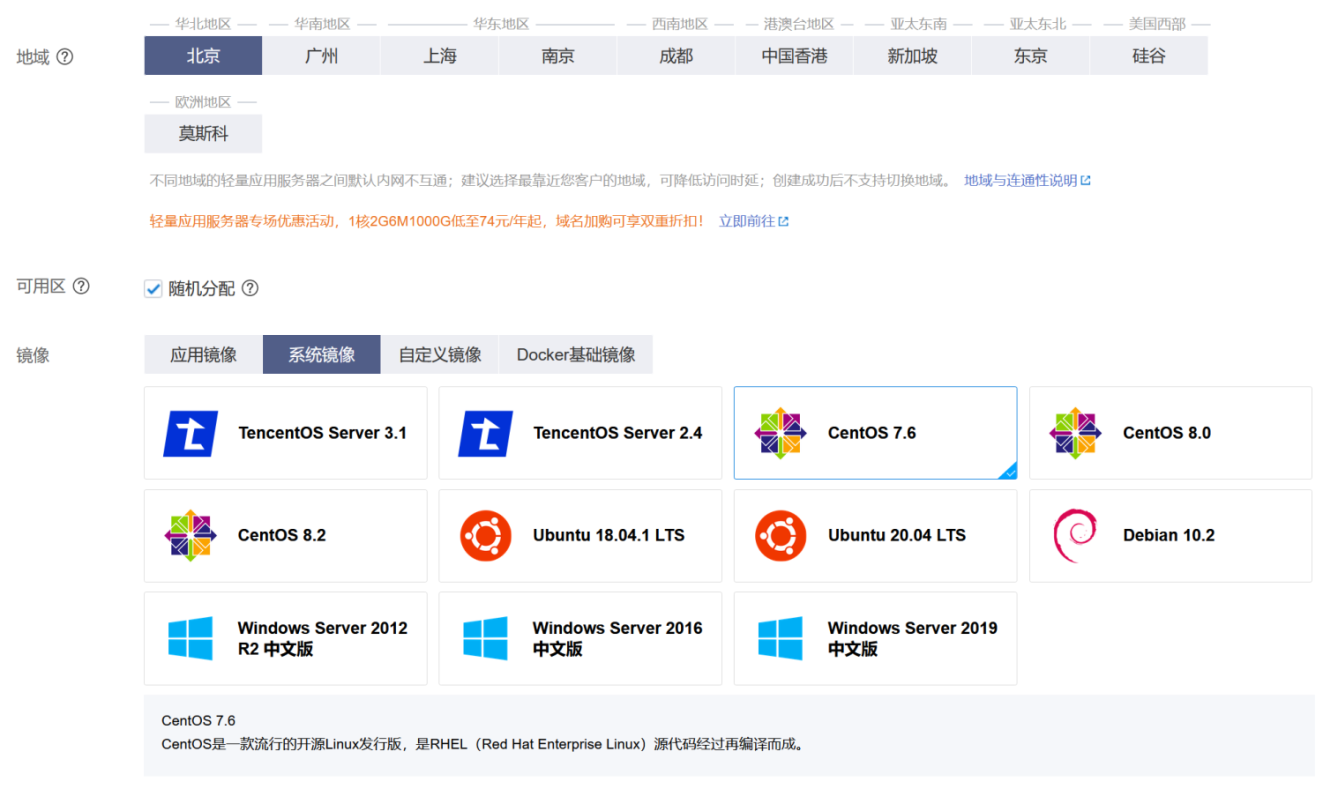 华北地区 华南地区 华东地区 西南地区 港澳台地区 亚太东南 亚太东北 美国西部
地域 北京 广州 上海 南京 成都 中国香港 新加坡 东京 硅谷
欧洲地区
莫斯科
不同地域的轻量应用服务器之间默认内网不互通；建议选择最靠近您客户的地域，可降低访问时延；创建成功后不支持切换地域。 地域与连通性说明
轻量应用服务器专场优惠活动，1核2G6M1000G低至74元/年起，域名加购可享双重折扣！ 立即前往
可用区 随机分配
镜像 应用镜像 系统镜像 自定义镜像 Docker基础镜像
TencentOS Server 3.1 TencentOS Server 2.4 CentOS 7.6 CentOS 8.0
CentOS 8.2 Ubuntu 18.04.1 LTS Ubuntu 20.04 LTS Debian 10.2
Windows Server 2012 Windows Server 2016 Windows Server 2019
R2 中文版 中文版 中文版
CentOS 7.6
CentOS是一款流行的开源Linux发行版，是RHEL（Red Hat Enterprise Linux）源代码经过再编译而成。